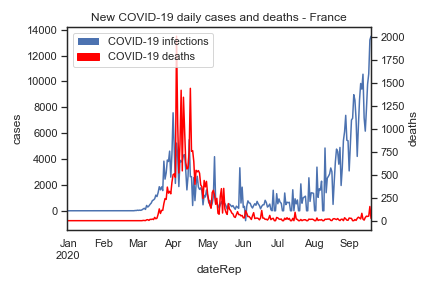 New COVID-19 daily cases and deaths - France
COVID-19 infections
COVID-19 deaths
14000
12000
10000
8000
6000
4000
2000
0
cases
2000
1750
1500
1250
1000
750
500
250
0
deaths
Jan Feb Mar Apr May Jun Jul Aug Sep
2020
dateRep